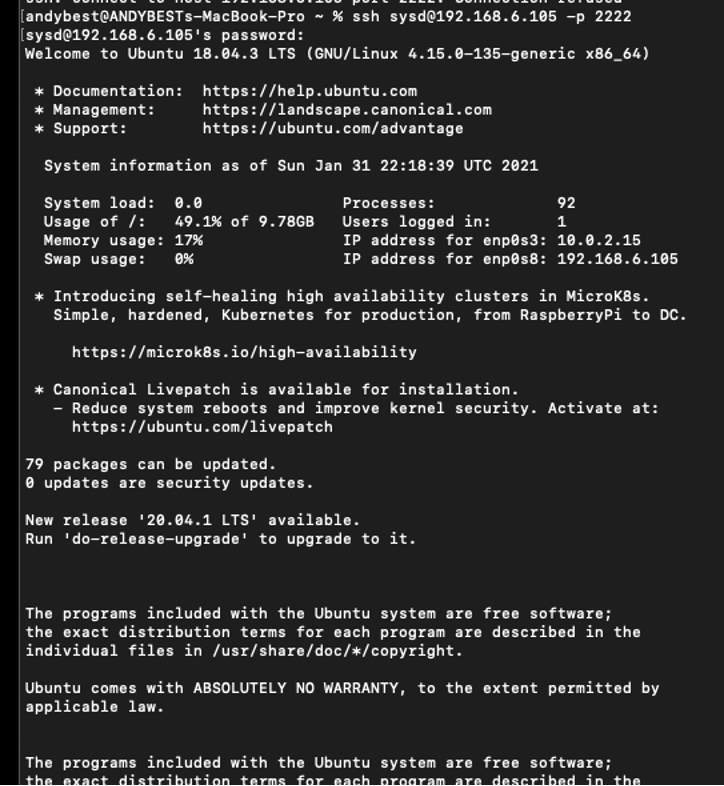 [andybest@ANDYBESTs-MacBook-Pro ~ % ssh sysd@192.168.6.105 -p 2222
[sysd@192.168.6.105's password:
Welcome to Ubuntu 18.04.3 LTS (GNU/Linux 4.15.0-135-generic x86_64)
* Documentation:  https://help.ubuntu.com
* Management:     https://landscape.canonical.com
* Support:        https://ubuntu.com/advantage
System information as of Sun Jan 31 22:18:39 UTC 2021
System load:  0.0               Processes:             92
Usage of /:   49.1% of 9.78GB   Users logged in:       1
Memory usage: 17%               IP address for enp0s3: 10.0.2.15
Swap usage:   0%                IP address for enp0s8: 192.168.6.105
* Introducing self-healing high availability clusters in MicroK8s.
Simple, hardened, Kubernetes for production, from RaspberryPi to DC.
https://microk8s.io/high-availability
* Canonical Livepatch is available for installation.
- Reduce system reboots and improve kernel security. Activate at:
https://ubuntu.com/livepatch
79 packages can be updated.
0 updates are security updates.
New release '20.04.1 LTS' available.
Run 'do-release-upgrade' to upgrade to it.
The programs included with the Ubuntu system are free software;
the exact distribution terms for each program are described in the
individual files in /usr/share/doc/*/copyright.
Ubuntu comes with ABSOLUTELY NO WARRANTY, to the extent permitted by
applicable law.
The programs included with the Ubuntu system are free software;
the exact distribution terms for each program are described in the